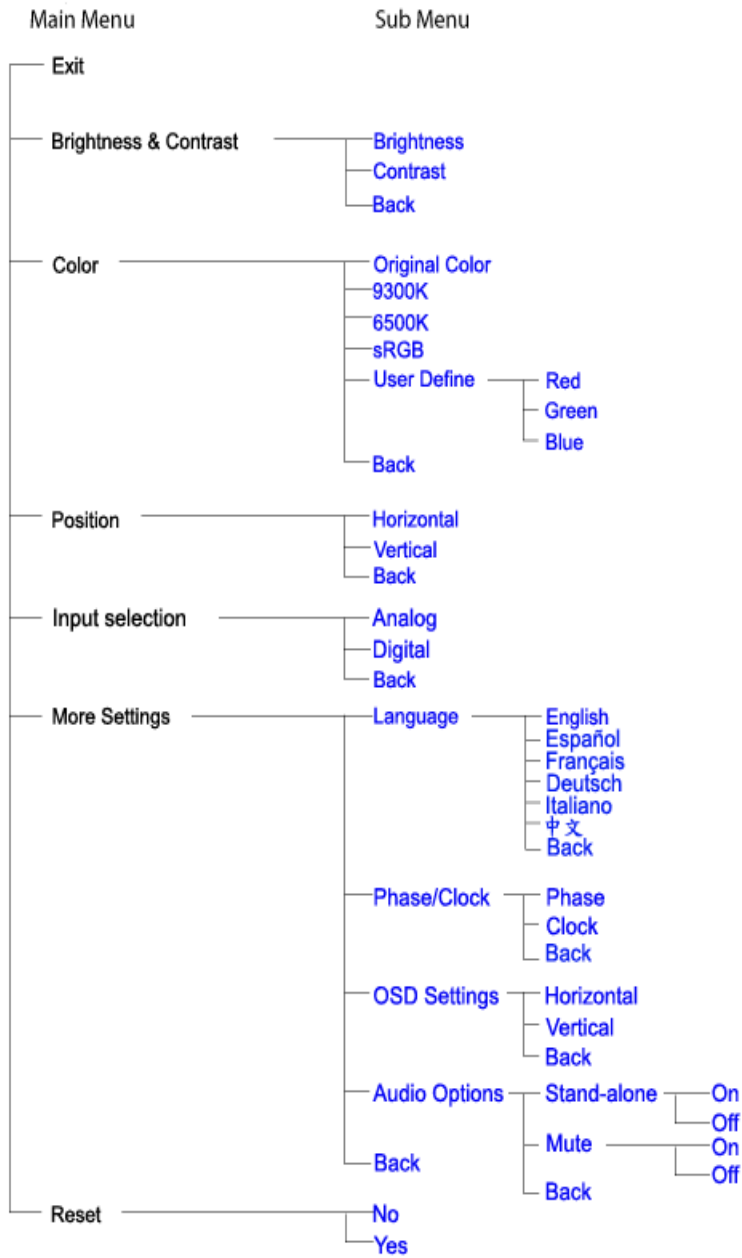 Main Menu Sub Menu
Exit
Brightness & Contrast Brightness
Contrast
Back
Color Original Color
9300K
6500K
sRGB
User Define Red
Green
Blue
Back
Position Horizontal
Vertical
Back
Input selection Analog
Digital
Back
More Settings Language English
Español
Français
Deutsch
Italiano
中文
Back
Phase/Clock Phase
Clock
Back
OSD Settings Horizontal
Vertical
Back
Audio Options Stand-alone On
Off
Mute On
Off
Back Back
Reset No
Yes